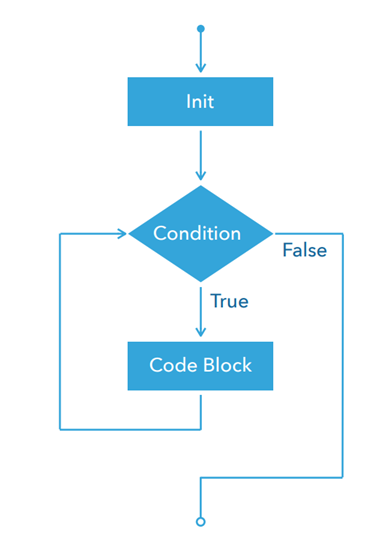 Init
Condition
False
True
Code Block